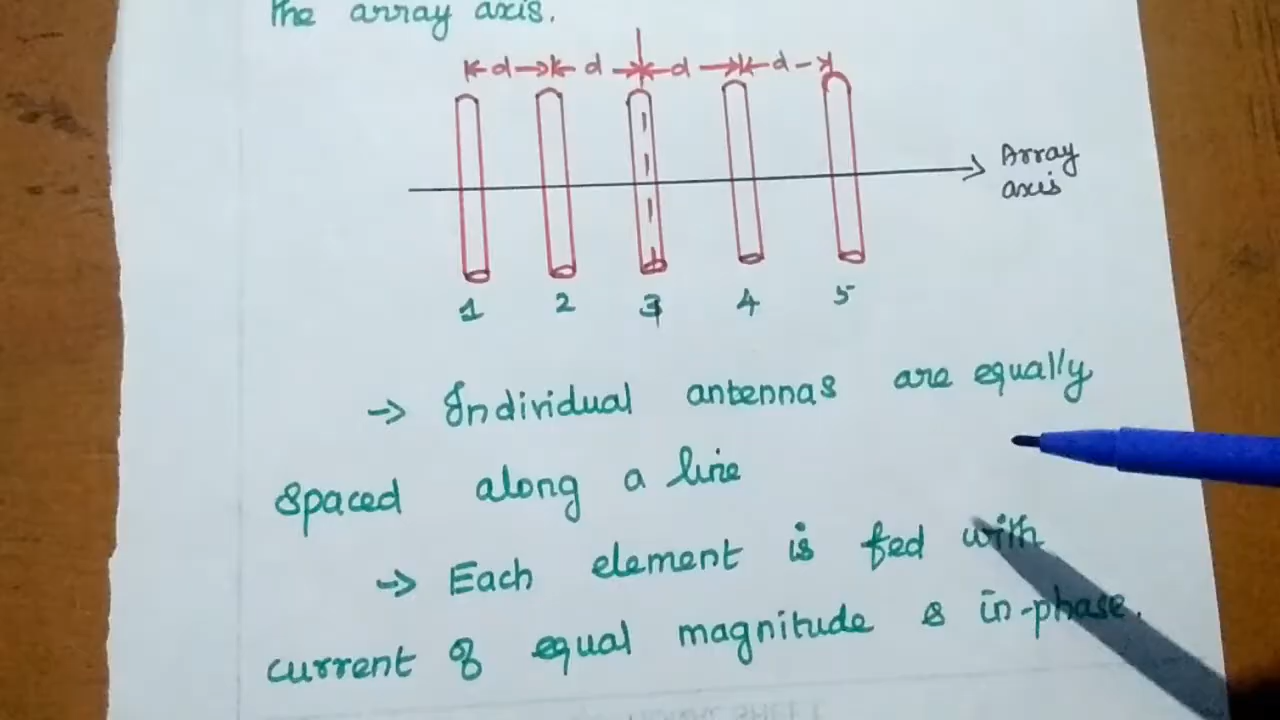 the array axis.
d d d d
Array
axis
1 2 3 4 5
→ Individual antennas are equally
spaced along a line
→ Each element is fed with
current of equal magnitude & in-phase.